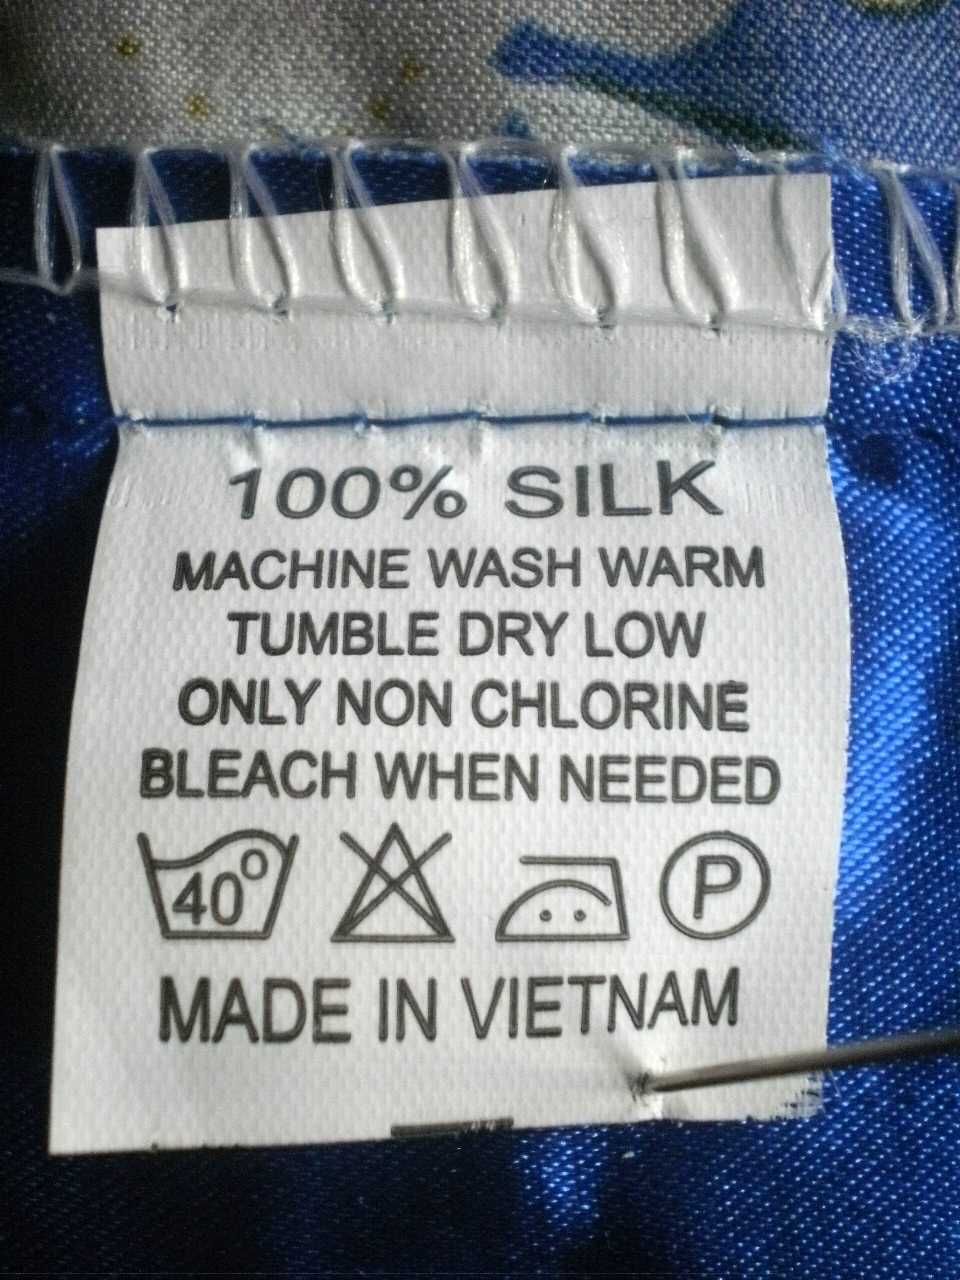 100% SILK
MACHINE WASH WARM
TUMBLE DRY LOW
ONLY NON CHLORINE
BLEACH WHEN NEEDED
40° P
MADE IN VIETNAM